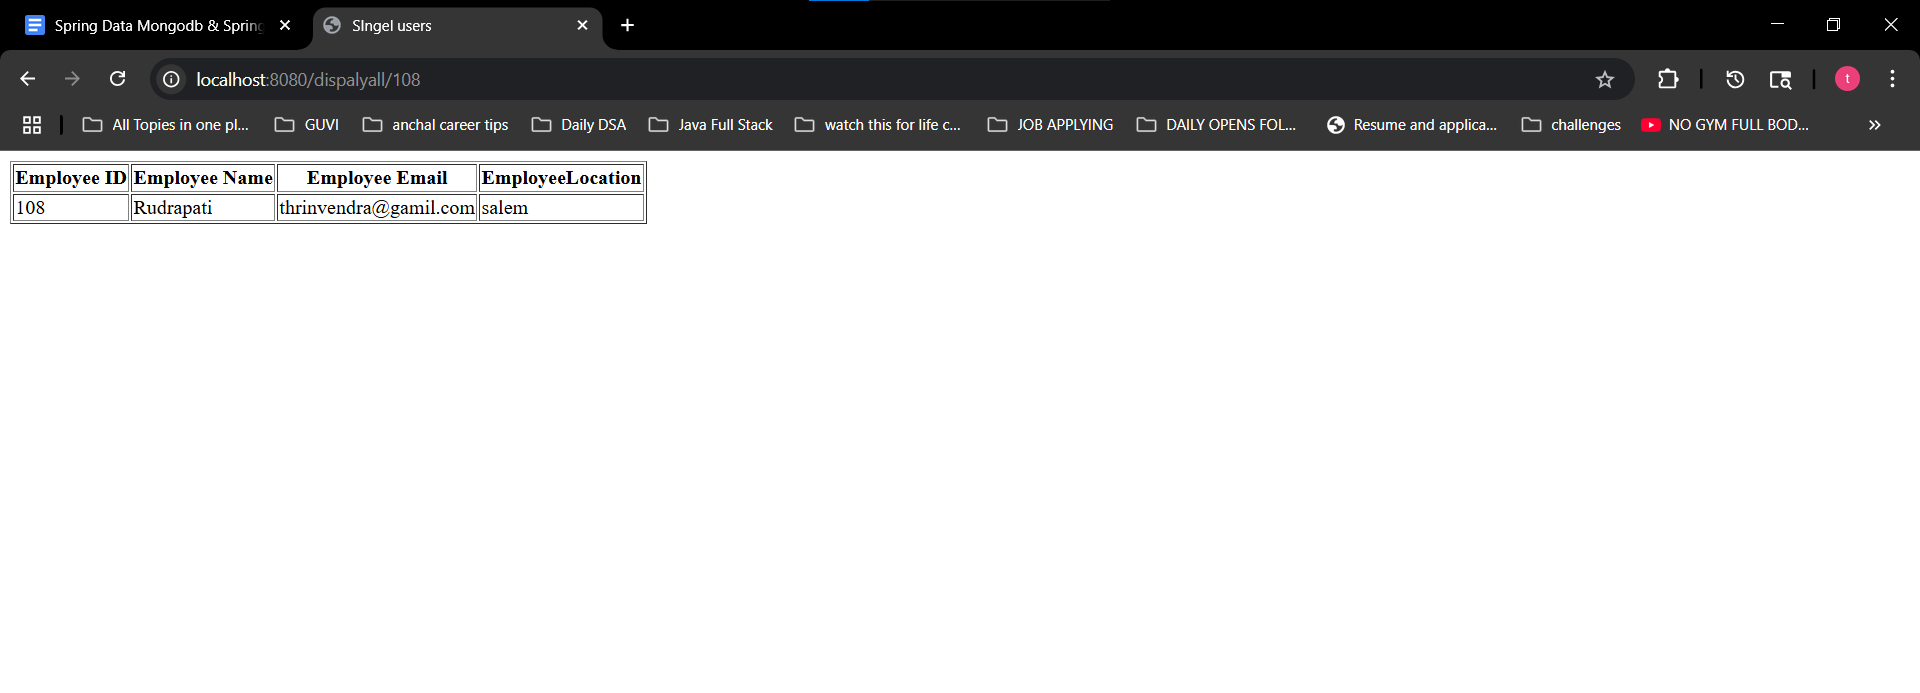 Spring Data Mongodb & Spring
SIngel users
localhost:8080/dispalyall/108
t
All Topies in one pl... GUVI anchal career tips Daily DSA Java Full Stack watch this for life c... JOB APPLYING DAILY OPENS FOL... Resume and applica... challenges NO GYM FULL BOD...
Employee ID Employee Name Employee Email EmployeeLocation
108 Rudrapati thrinvendra@gamil.com salem